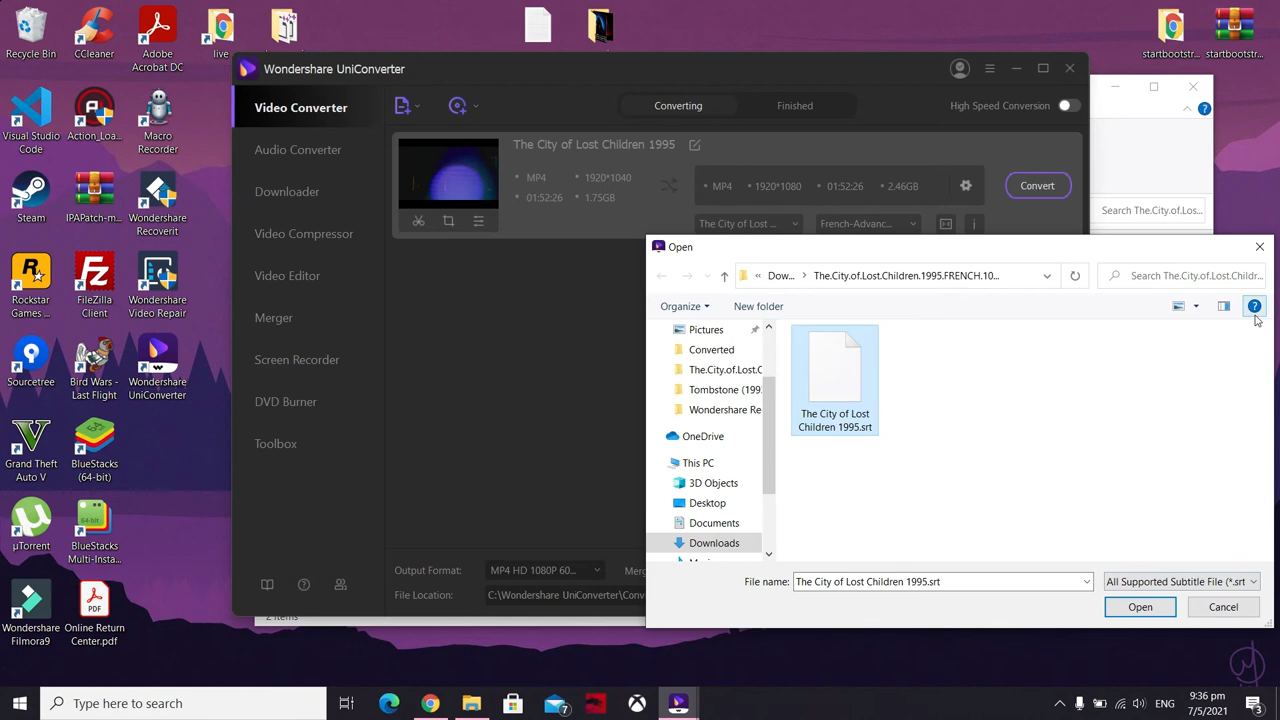 Recycle Bin
CCleaner
Adobe
Acrobat DC
live
startbootstr...
startbootstr...
Visual Studio
Code
Action_Loa...
Macro
Recorder
Steam
IPAPatch-m...
Wondershare
Recoverit
Rockstar
Games ...
FileZilla
Client
Wondershare
Video Repair
Sourcetree
Bird Wars -
Last Flight
Wondershare
UniConverter
Grand Theft
Auto V
BlueStacks
(64-bit)
µTorrent
BlueStacks
Multi-Insta...
Wondershare
Filmora9
PDF
Online Return
Center.pdf
Wondershare UniConverter
Video Converter
Audio Converter
Downloader
Video Compressor
Video Editor
Merger
Screen Recorder
DVD Burner
Toolbox
Converting
Finished
High Speed Conversion
The City of Lost Children 1995
MP4
1920*1040
01:52:26
1.75GB
MP4
1920*1080
01:52:26
2.46GB
Convert
The City of Lost ...
French-Advanc...
Output Format:
MP4 HD 1080P 60...
Merg
File Location:
C:\Wondershare UniConverter\Conv
2 items
Search The.City.of.Los...
Open
« Dow... > The.City.of.Lost.Children.1995.FRENCH.10...
Search The.City.of.Lost.Childr...
Organize
New folder
Pictures
Converted
The.City.of.Lost.C
Tombstone (199
Wondershare Re
OneDrive
This PC
3D Objects
Desktop
Documents
Downloads
The City of Lost
Children 1995.srt
File name:
The City of Lost Children 1995.srt
All Supported Subtitle File (*.srt
Open
Cancel
Type here to search
7
ENG
9:36 pm
7/5/2021
3